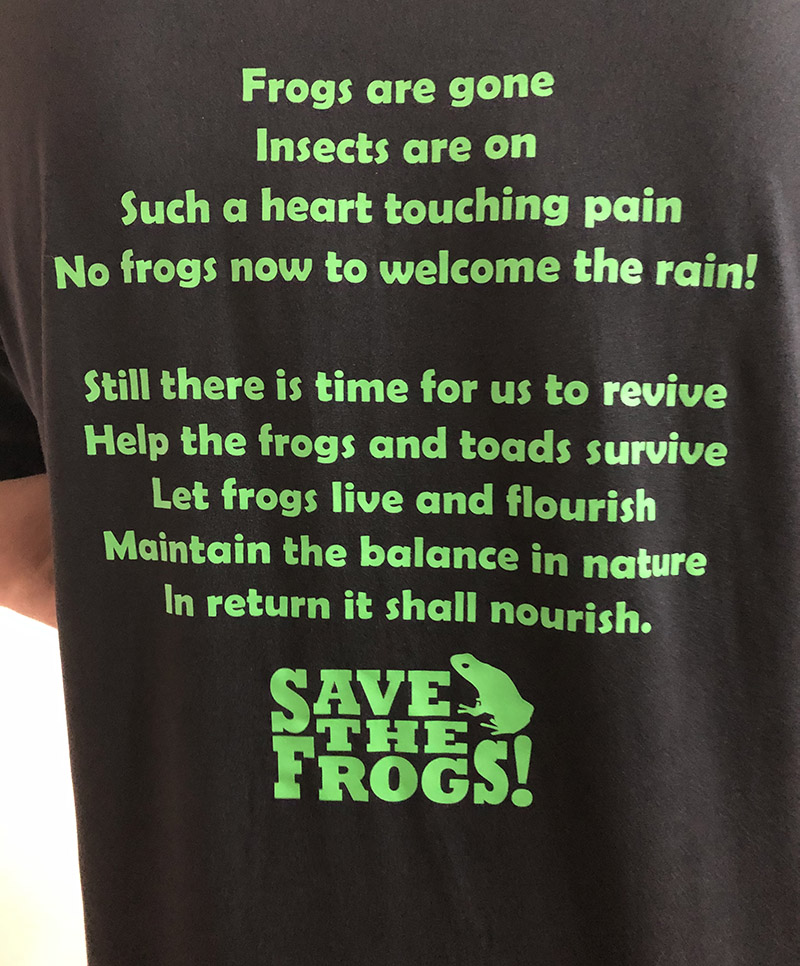 Frogs are gone
Insects are on
Such a heart touching pain
No frogs now to welcome the rain!
Still there is time for us to revive
Help the frogs and toads survive
Let frogs live and flourish
Maintain the balance in nature
In return it shall nourish.
SAVE
THE
FROGS!